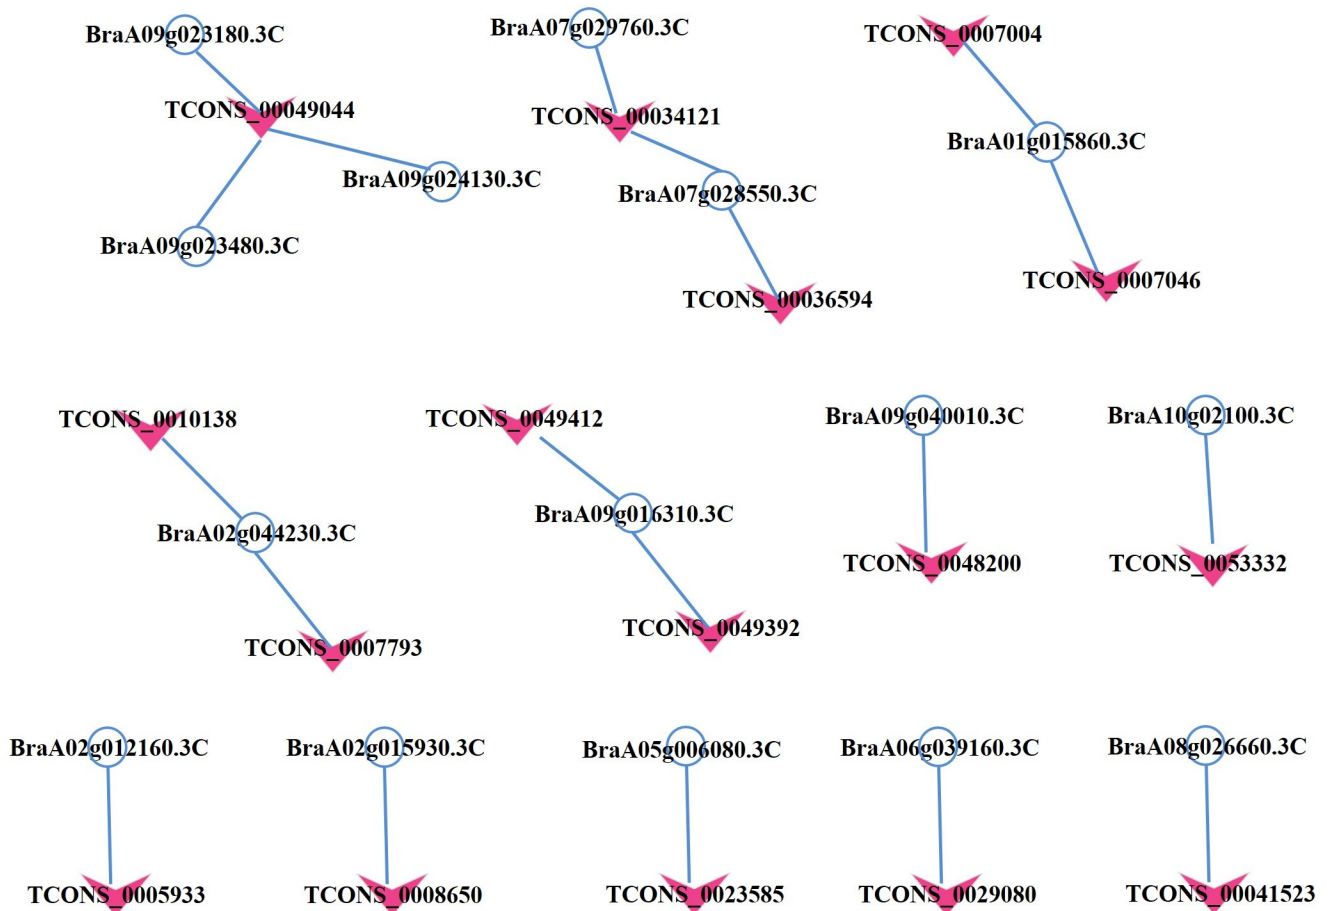 BraA09g023180.3C
BraA07g029760.3C
TCONS_0007004
TCONS_00049044
TCONS_00034121
BraA01g015860.3C
BraA09g024130.3C
BraA07g028550.3C
BraA09g023480.3C
TCONS_00036594
TCONS_0007046
TCONS_0010138
TCONS_0049412
BraA09g040010.3C
BraA10g02100.3C
BraA02g044230.3C
BraA09g016310.3C
TCONS_0048200
TCONS_0053332
TCONS_0007793
TCONS_0049392
BraA02g012160.3C
BraA02g015930.3C
BraA05g006080.3C
BraA06g039160.3C
BraA08g026660.3C
TCONS_0005933
TCONS_0008650
TCONS_0023585
TCONS_0029080
TCONS_00041523